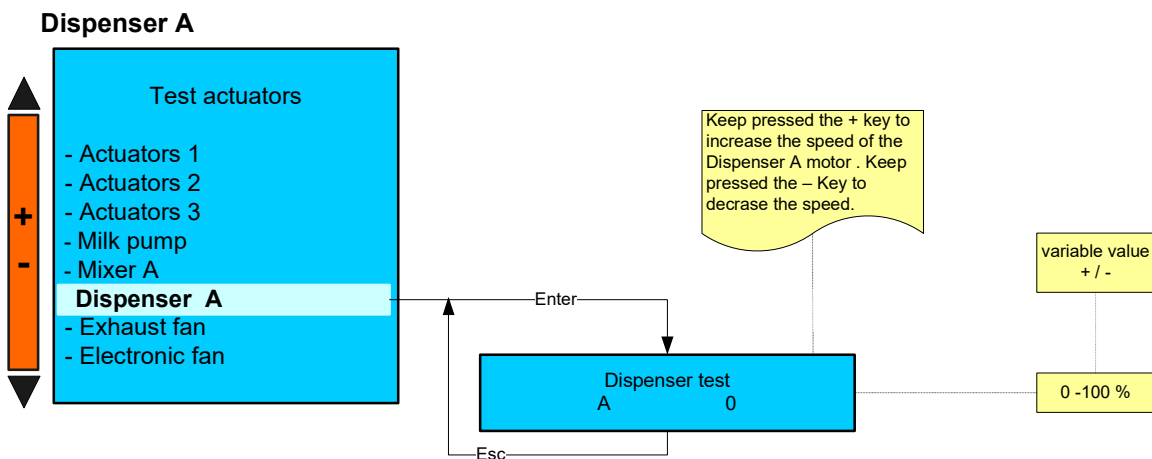 Dispenser A
Test actuators
- Actuators 1
- Actuators 2
- Actuators 3
- Milk pump
- Mixer A
Dispenser A
- Exhaust fan
- Electronic fan
+
-
Keep pressed the + key to
increase the speed of the
Dispenser A motor . Keep
pressed the – Key to
decrase the speed.
variable value
+ / -
Enter
Dispenser test
A 0
0 -100 %
Esc